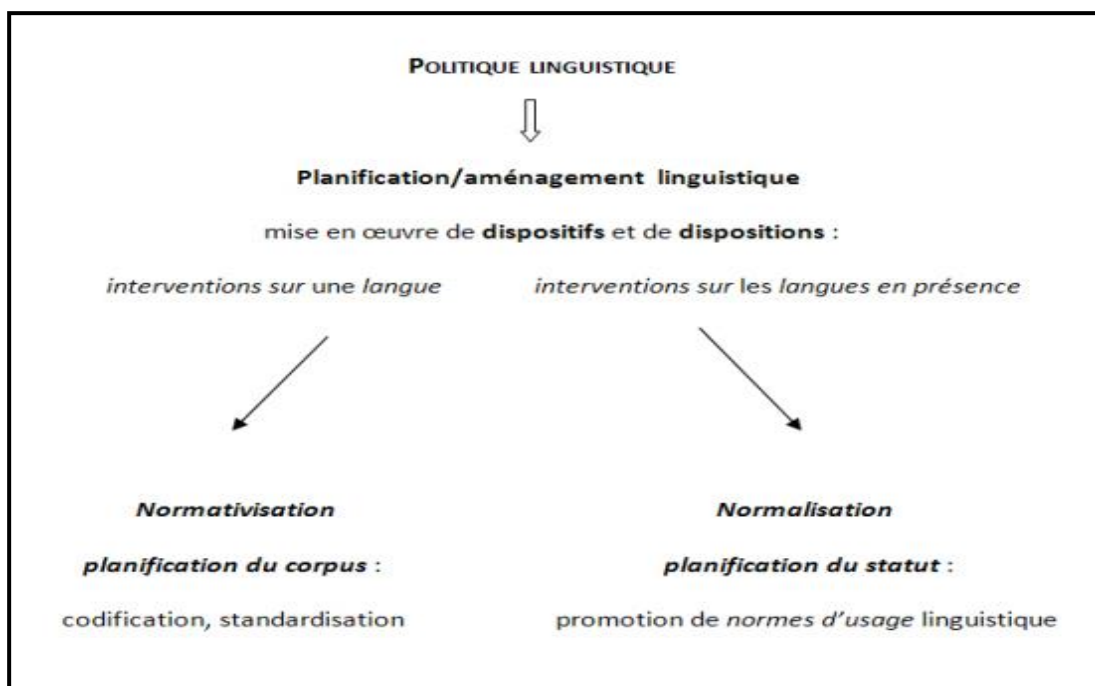 POLITIQUE LINGUISTIQUE
Planification/aménagement linguistique
mise en œuvre de dispositifs et de dispositions :
interventions sur une langue
interventions sur les langues en présence
Normativisation
planification du corpus :
codification, standardisation
Normalisation
planification du statut :
promotion de normes d'usage linguistique